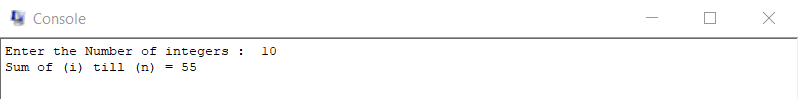 Console
Enter the Number of integers :  10
Sum of (i) till (n) = 55